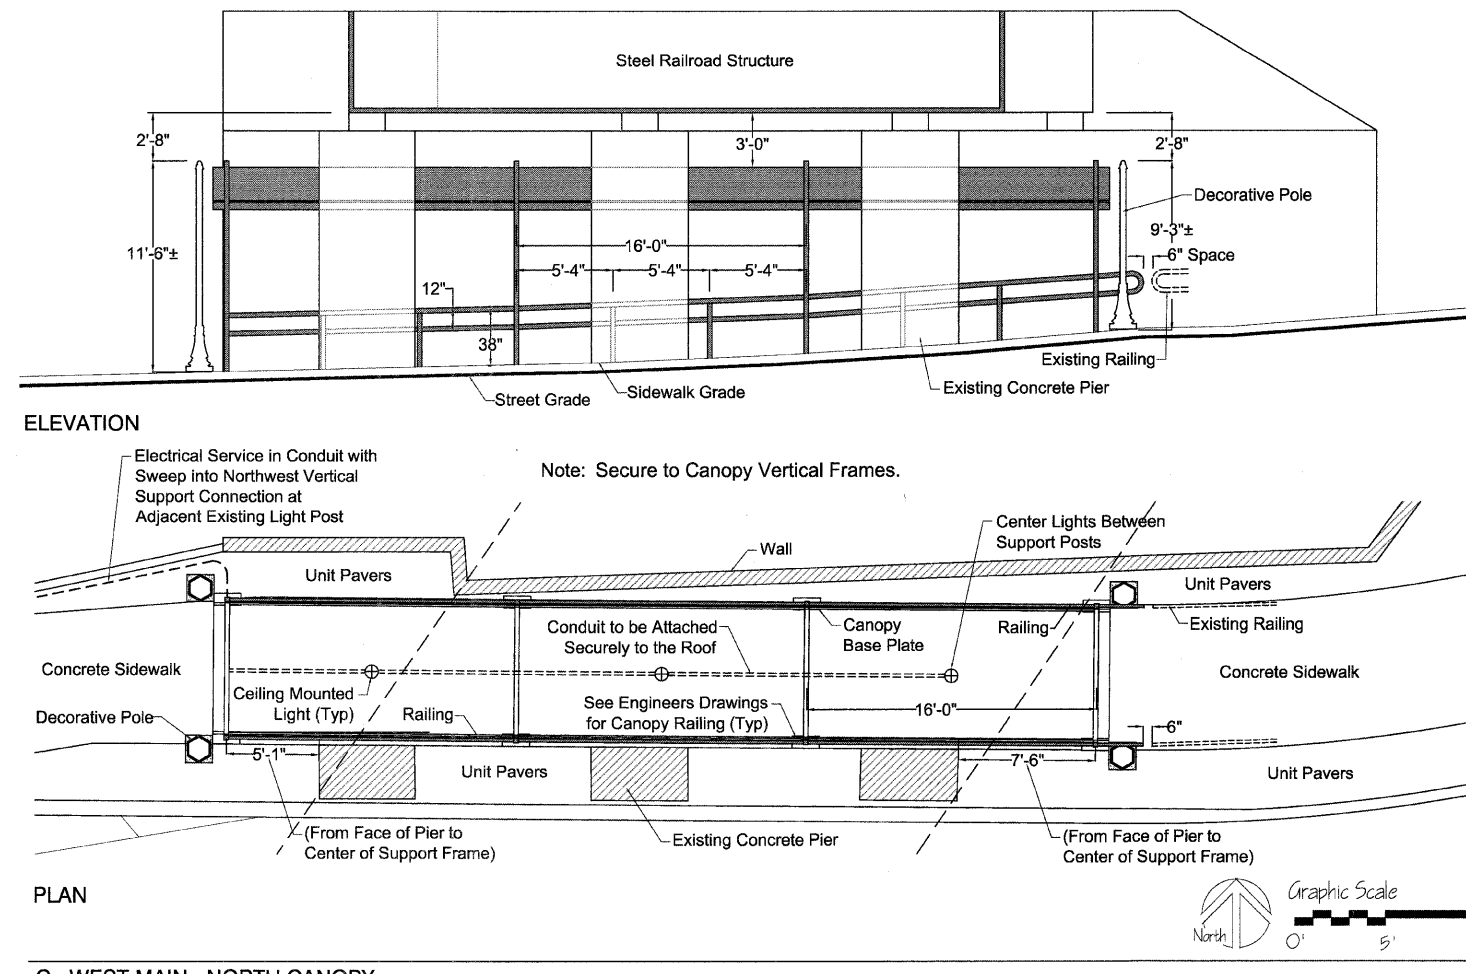 Steel Railroad Structure
2'-8"
3'-0"
2'-8"
Decorative Pole
11'-6"±
16'-0"
9'-3"±
6" Space
5'-4"
5'-4"
5'-4"
12"
38"
Existing Railing
Existing Concrete Pier
Sidewalk Grade
Street Grade
ELEVATION
Electrical Service in Conduit with
Sweep into Northwest Vertical
Support Connection at
Adjacent Existing Light Post
Note: Secure to Canopy Vertical Frames.
Center Lights Between
Support Posts
Wall
Unit Pavers
Unit Pavers
Conduit to be Attached
Securely to the Roof
Canopy
Base Plate
Railing
Existing Railing
Concrete Sidewalk
Concrete Sidewalk
Ceiling Mounted
Light (Typ)
See Engineers Drawings
for Canopy Railing (Typ)
16'-0"
Decorative Pole
Railing
6"
5'-1"
7'-6"
Unit Pavers
Unit Pavers
(From Face of Pier to
Center of Support Frame)
Existing Concrete Pier
(From Face of Pier to
Center of Support Frame)
PLAN
North
Graphic Scale
0'
5'
WEST MAIN - NORTH CANOPY